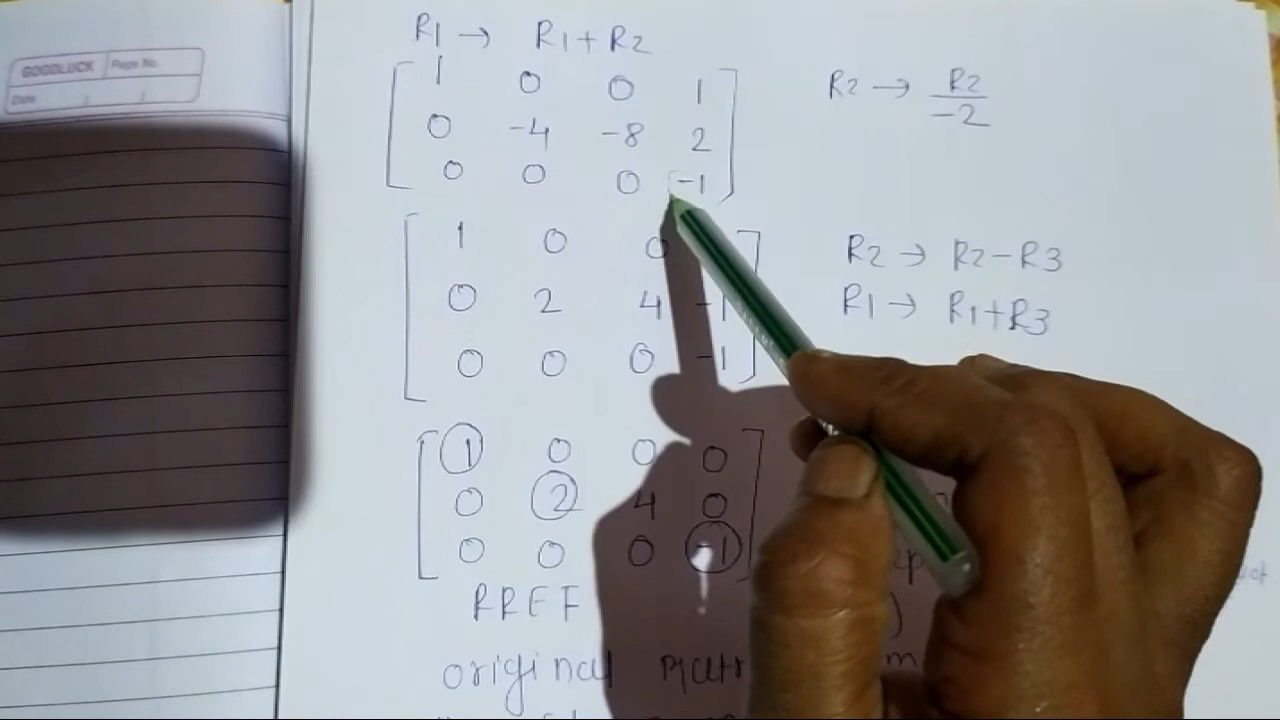 GOODLUCK Page No.
Date
R1 → R1 + R2
1 0 0 1
0 -4 -8 2
0 0 0 -1
R2 → R2 / -2
1 0 0
0 2 4 -1
0 0 0 -1
R2 → R2 - R3
R1 → R1 + R3
1 0 0 0
0 2 4 0
0 0 0 -1
RREF
original